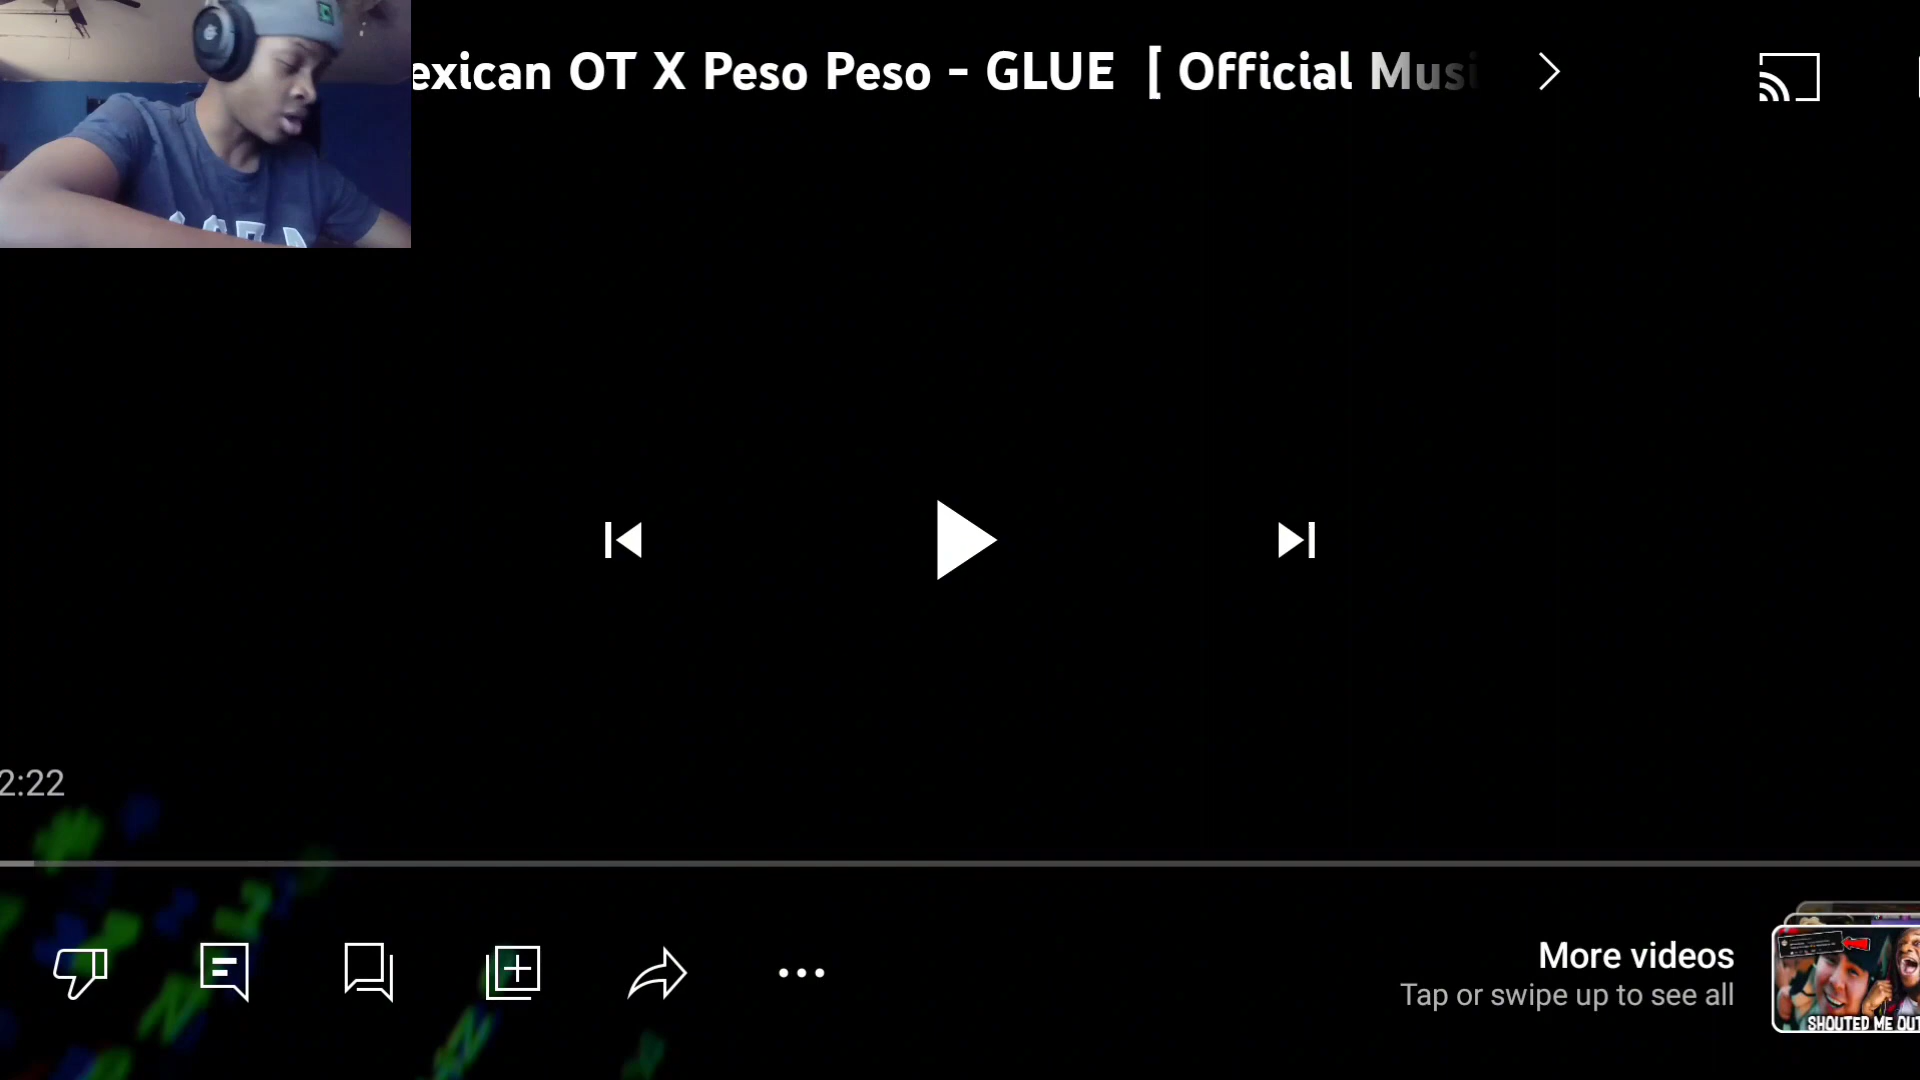 exican OT X Peso Peso - GLUE [ Official Musi
2:22
More videos
Tap or swipe up to see all
SHOUTED ME OUT